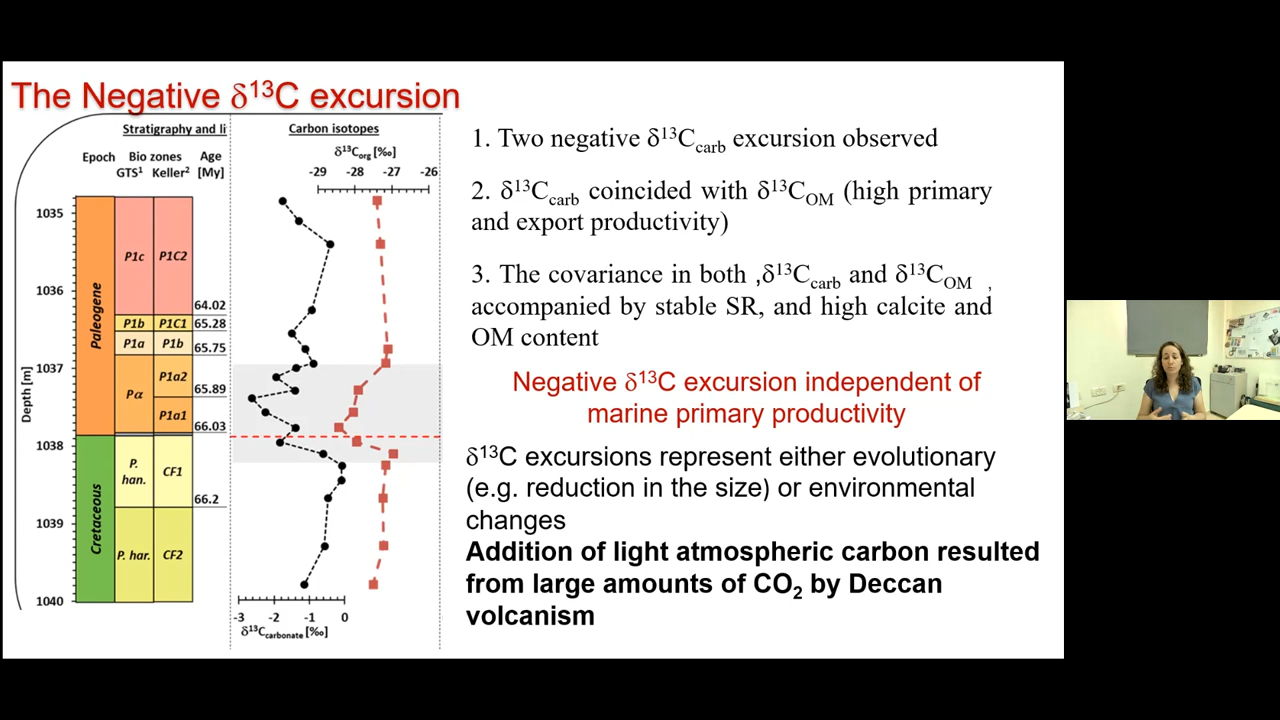 The Negative δ¹³C excursion
Stratigraphy and li
Carbon isotopes
Epoch
Bio zones
Age
GTS¹ Keller² [My]
δ¹³Corg [‰]
-29 -28 -27 -26
1035
1036
1037
1038
1039
1040
Depth [m]
Paleogene
Cretaceous
P1c P1C2
64.02
P1b P1C1 65.28
P1a P1b 65.75
Pα P1a2 65.89
P1a1 66.03
P. han. CF1
66.2
P. har. CF2
-3 -2 -1 0
δ¹³Ccarbonate [‰]
1. Two negative δ¹³Ccarb excursion observed
2. δ¹³Ccarb coincided with δ¹³COM (high primary
and export productivity)
3. The covariance in both ,δ¹³Ccarb and δ¹³COM ,
accompanied by stable SR, and high calcite and
OM content
Negative δ¹³C excursion independent of
marine primary productivity
δ¹³C excursions represent either evolutionary
(e.g. reduction in the size) or environmental
changes
Addition of light atmospheric carbon resulted
from large amounts of CO₂ by Deccan
volcanism